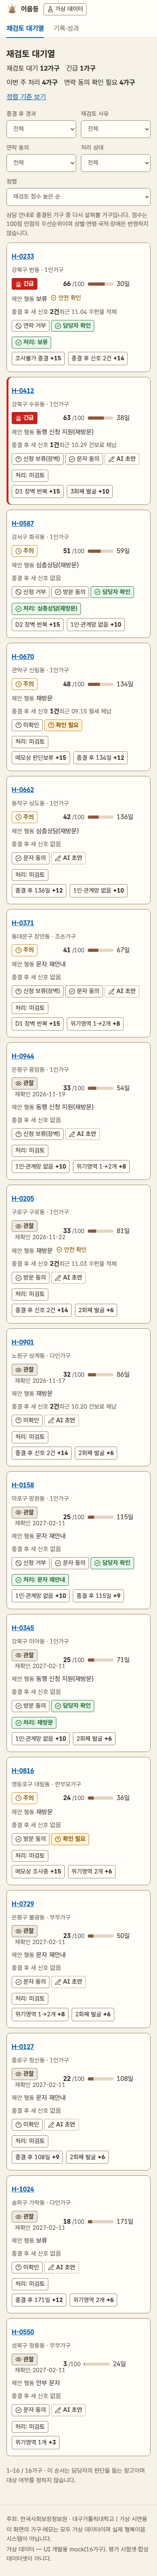 이음동 가상 데이터
재검토 대기열 기록·성과
재검토 대기열
재검토 대기 12가구 긴급 1가구
이번 주 처리 4가구 연락 동의 확인 필요 4가구
정렬 기준 보기
종결 후 경과 재검토 사유
전체 전체
연락 동의 처리 상태
전체 전체
정렬
재검토 점수 높은 순
H-0233
강북구 번동 · 1인가구
긴급 66 /100 30일
제안 행동 보류 안전 확인
종결 후 새 신호 2건 최근 11.04 우편물 적체
연락 거부 담당자 확인
처리: 보류
조사불가 종결 +15 종결 후 신호 2건 +14
H-0412
강북구 수유동 · 1인가구
긴급 63 /100 38일
제안 행동 동행 신청 지원(재방문)
종결 후 새 신호 1건 최근 10.29 건보료 체납
신청 보류(장벽) 문자 동의 AI 초안
처리: 미검토
D1 장벽 반복 +15 3회째 발굴 +10
H-0587
강서구 화곡동 · 1인가구
주의 51 /100 59일
제안 행동 심층상담(재방문)
종결 후 새 신호 없음
신청 거부 방문 동의 담당자 확인
처리: 심층상담(재방문)
D2 장벽 반복 +15 1인·관계망 없음 +10
H-0670
관악구 신림동 · 1인가구
주의 48 /100 134일
제안 행동 재방문
종결 후 새 신호 1건 최근 09.15 월세 체납
미확인 확인 필요
처리: 미검토
메모상 판단보류 +15 종결 후 134일 +12
H-0662
동작구 상도동 · 1인가구
주의 42 /100 136일
제안 행동 심층상담(재방문)
종결 후 새 신호 없음
문자 동의 AI 초안
처리: 미검토
종결 후 136일 +12 1인·관계망 없음 +10
H-0371
동대문구 장안동 · 조손가구
주의 41 /100 67일
제안 행동 문자 재안내
종결 후 새 신호 없음
신청 보류(장벽) 문자 동의 AI 초안
처리: 미검토
D1 장벽 반복 +15 위기영역 1→2개 +8
H-0944
은평구 응암동 · 1인가구
관찰 33 /100 54일
재확인 2026-11-19
제안 행동 동행 신청 지원(재방문)
종결 후 새 신호 없음
신청 보류(장벽) AI 초안
처리: 미검토
1인·관계망 없음 +10 위기영역 1→2개 +8
H-0205
구로구 구로동 · 1인가구
관찰 33 /100 81일
재확인 2026-11-22
제안 행동 재방문 안전 확인
종결 후 새 신호 2건 최근 11.03 우편물 적체
방문 동의 AI 초안
처리: 미검토
종결 후 신호 2건 +14 2회째 발굴 +6
H-0901
노원구 상계동 · 다인가구
관찰 32 /100 86일
재확인 2026-11-17
제안 행동 재방문
종결 후 새 신호 2건 최근 10.20 건보료 체납
미확인 AI 초안
처리: 미검토
종결 후 신호 2건 +14 2회째 발굴 +6
H-0158
마포구 망원동 · 1인가구
관찰 25 /100 115일
재확인 2027-02-11
제안 행동 문자 재안내
종결 후 새 신호 없음
신청 거부 문자 동의 담당자 확인
처리: 문자 재안내
1인·관계망 없음 +10 종결 후 115일 +9
H-0345
강북구 미아동 · 1인가구
관찰 25 /100 71일
재확인 2027-02-11
제안 행동 동행 신청 지원(재방문)
종결 후 새 신호 없음
방문 동의 담당자 확인
처리: 재방문
1인·관계망 없음 +10 2회째 발굴 +6
H-0816
영등포구 대림동 · 한부모가구
주의 24 /100 36일
제안 행동 재방문
종결 후 새 신호 없음
방문 동의 확인 필요
처리: 미검토
메모상 조사중 +15 위기영역 2개 +6
H-0729
은평구 불광동 · 부부가구
관찰 23 /100 50일
재확인 2027-02-11
제안 행동 문자 재안내
종결 후 새 신호 없음
문자 동의 AI 초안
처리: 미검토
위기영역 1→2개 +8 2회째 발굴 +6
H-0127
종로구 창신동 · 1인가구
관찰 22 /100 108일
재확인 2027-02-11
제안 행동 문자 재안내
종결 후 새 신호 없음
미확인 AI 초안
처리: 미검토
종결 후 108일 +9 2회째 발굴 +6
H-1024
송파구 가락동 · 다인가구
관찰 18 /100 171일
재확인 2027-02-11
제안 행동 보류
종결 후 새 신호 없음
미확인 AI 초안
처리: 미검토
종결 후 171일 +12 위기영역 2개 +6
H-0550
성북구 정릉동 · 부부가구
관찰 3 /100 24일
재확인 2027-02-11
제안 행동 안부 문자
종결 후 새 신호 없음
문자 동의 AI 초안
처리: 미검토
위기영역 1개 +3